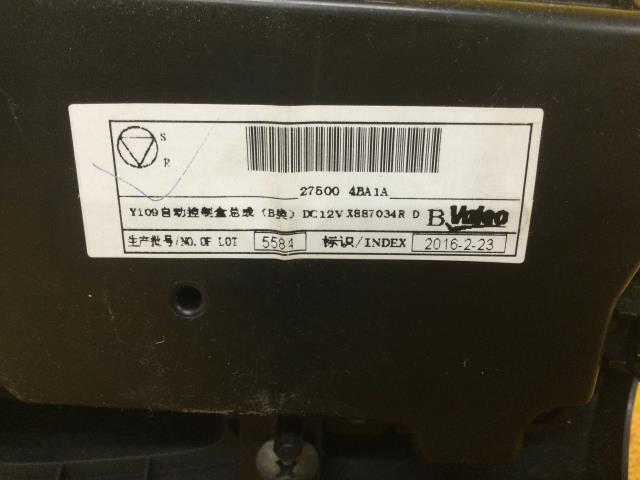 S
R
27500 4BA1A
Y109自动控制盒总成 (B类) DC12V X887034R D B Valeo
生产批号/NO.OF LOT 5584 标识/INDEX 2016-2-23